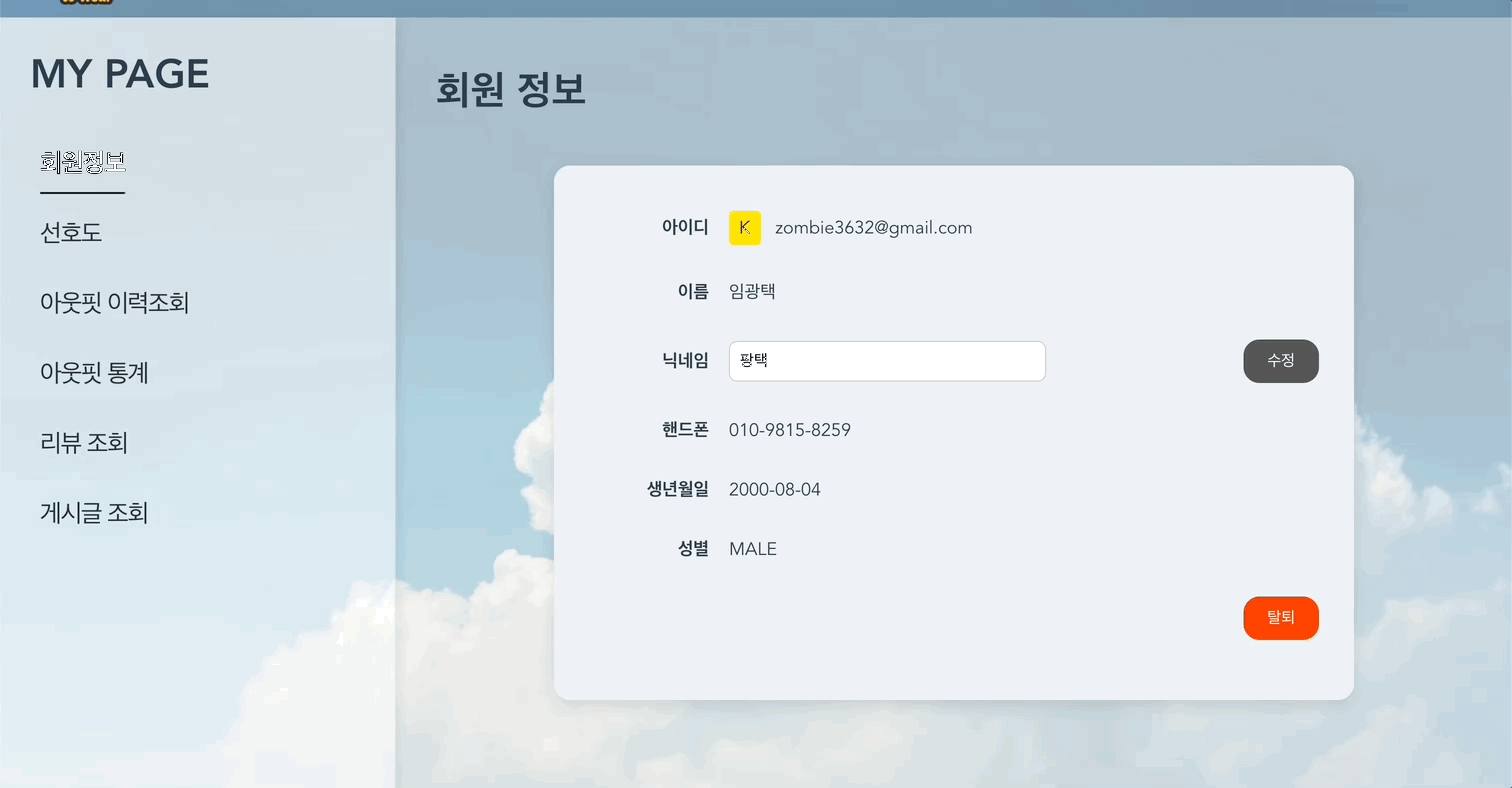 MY PAGE
회원정보
선호도
아웃핏 이력조회
아웃핏 통계
리뷰 조회
게시글 조회
회원 정보
아이디 K zombie3632@gmail.com
이름 임광택
닉네임 퐝택 수정
핸드폰 010-9815-8259
생년월일 2000-08-04
성별 MALE
탈퇴